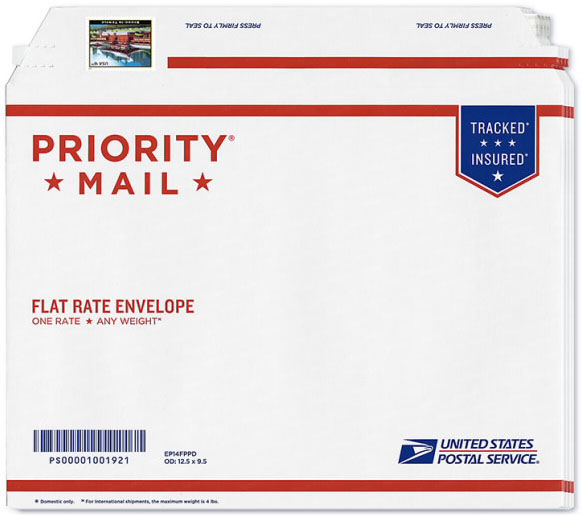 PRESS FIRMLY TO SEAL PRESS FIRMLY TO SEAL
PRIORITY®
★ MAIL ★
TRACKED*
★ ★ ★
INSURED*
★
FLAT RATE ENVELOPE
ONE RATE ★ ANY WEIGHT*
PS00001001921
EP14FPPD
OD: 12.5 x 9.5
UNITED STATES
POSTAL SERVICE®
* Domestic only. * For International shipments, the maximum weight is 4 lbs.